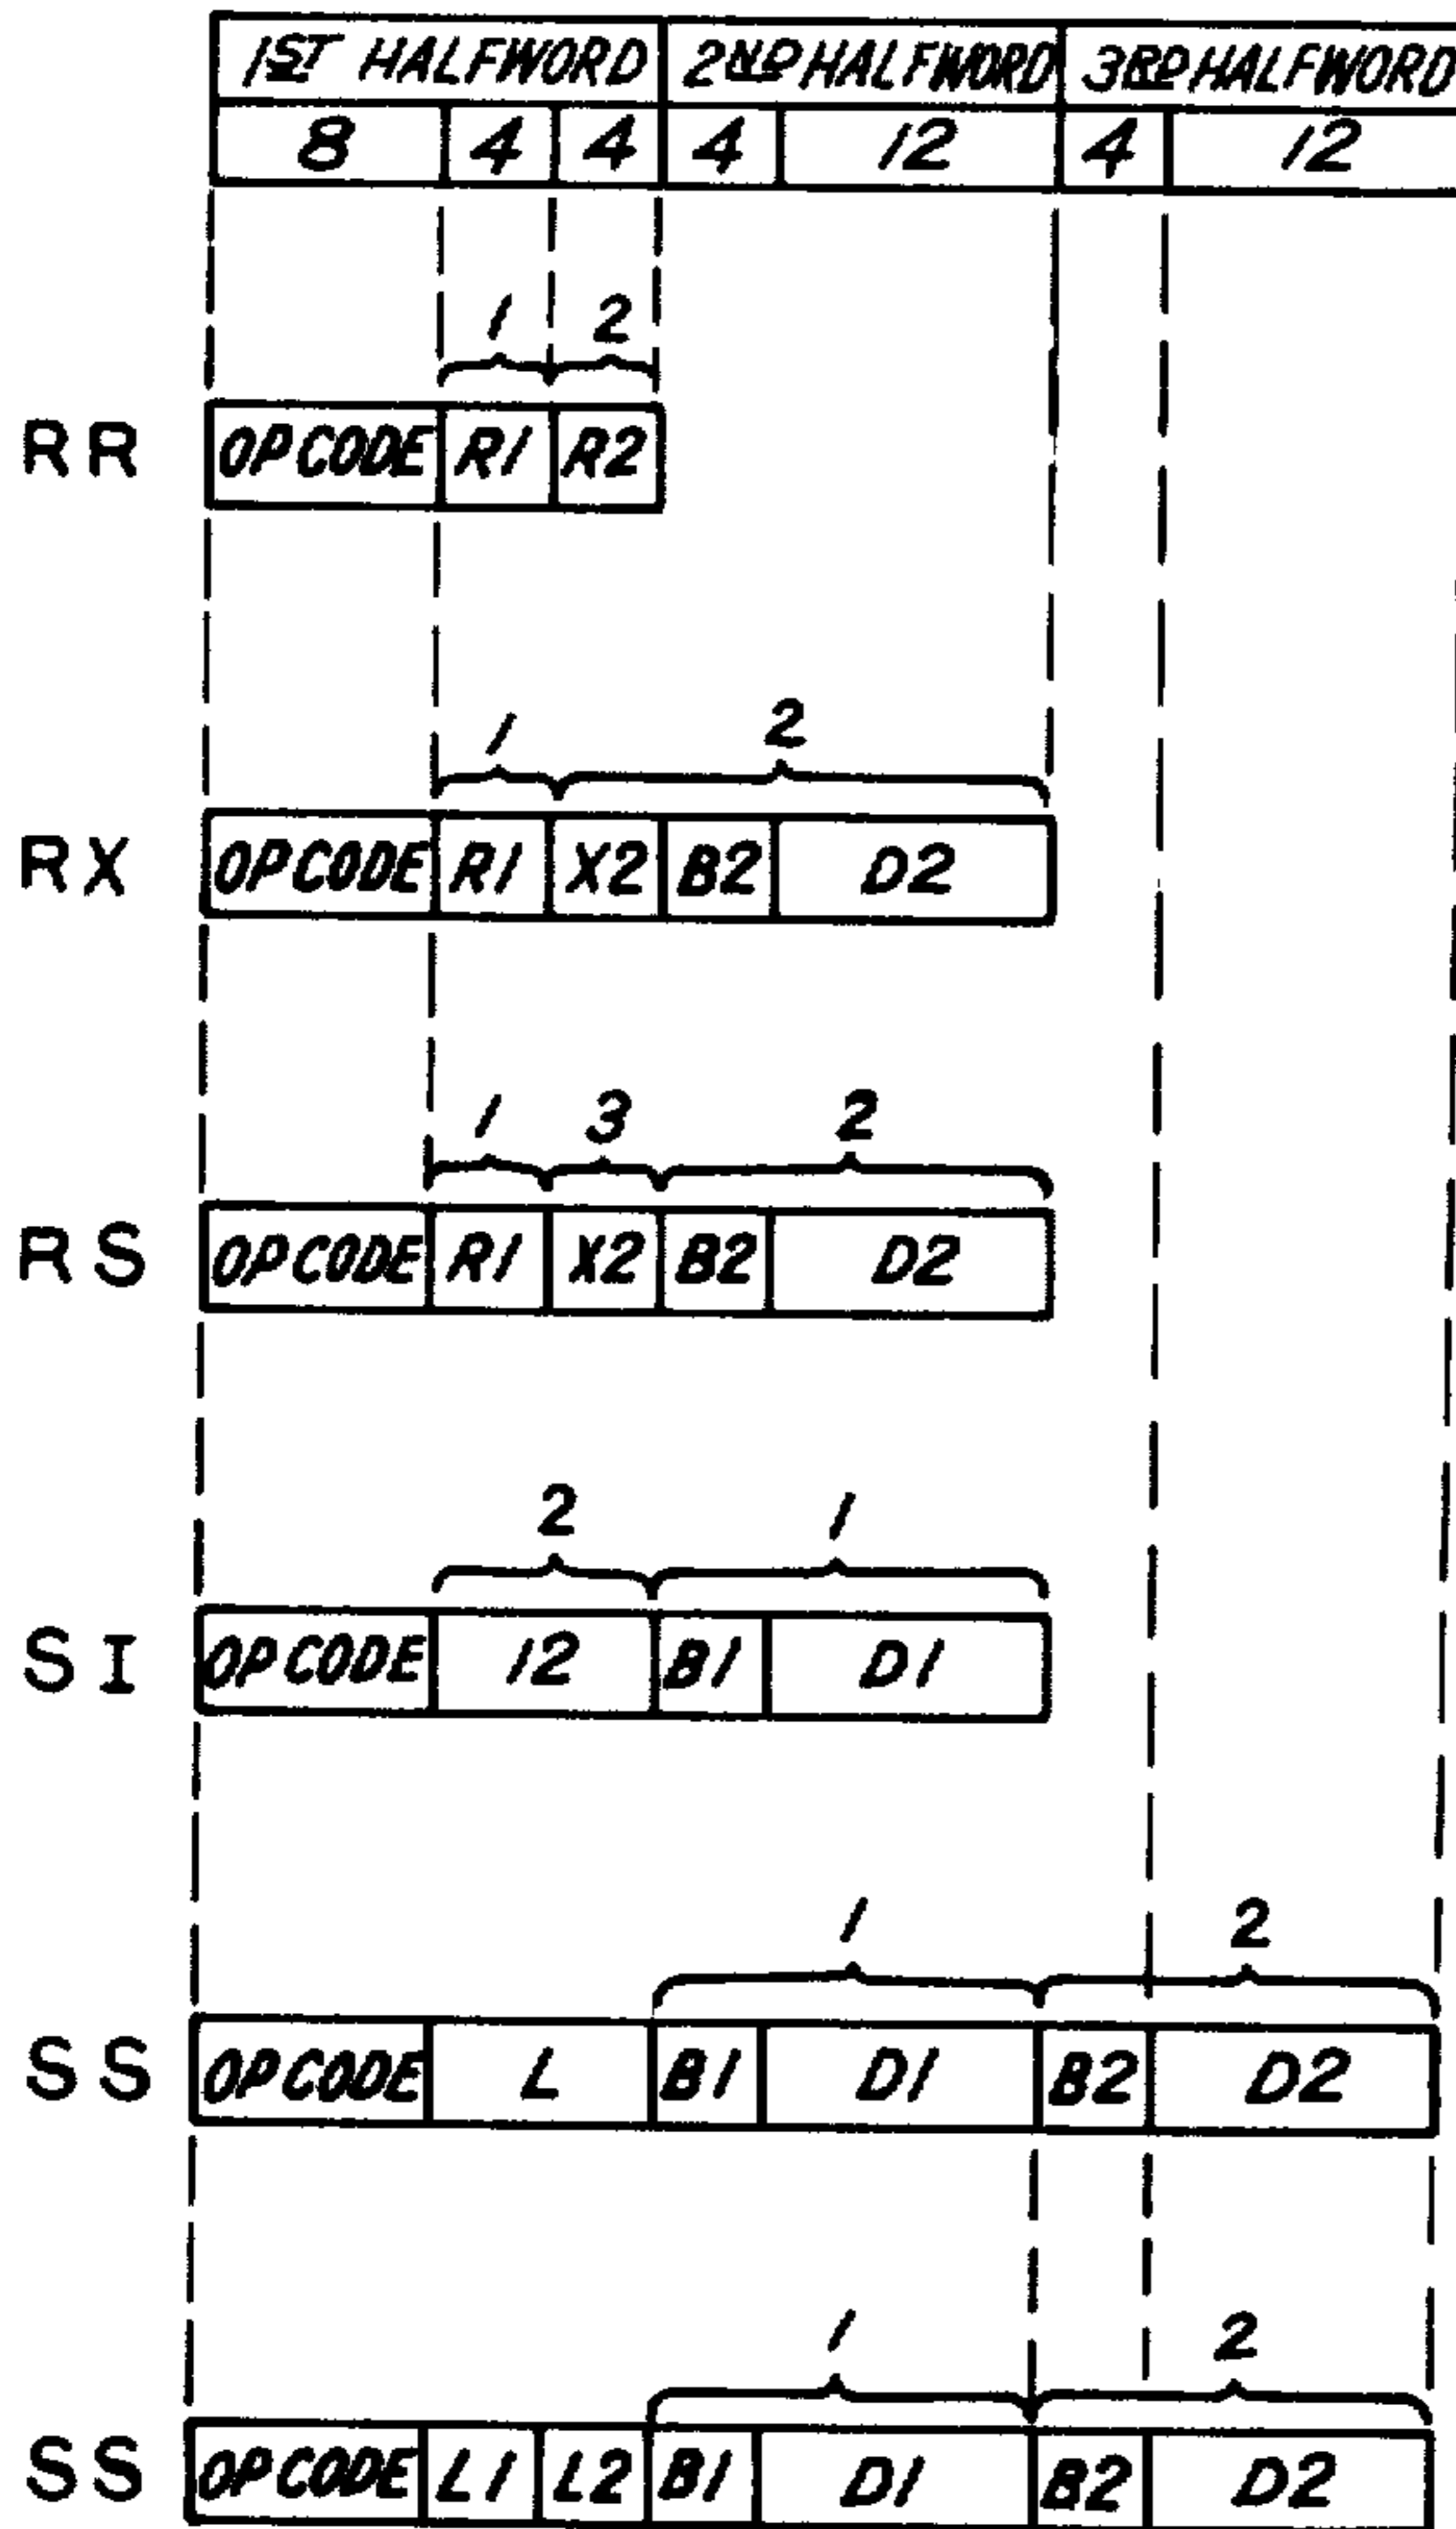 1ST HALFWORD 2ND HALFWORD 3RD HALFWORD
8 4 4 4 12 4 12
1 2
RR OP CODE R1 R2
1 2
RX OP CODE R1 X2 B2 D2
1 3 2
RS OP CODE R1 X2 B2 D2
2 1
SI OP CODE 12 B1 D1
1 2
SS OP CODE L B1 D1 B2 D2
1 2
SS OP CODE L1 L2 B1 D1 B2 D2